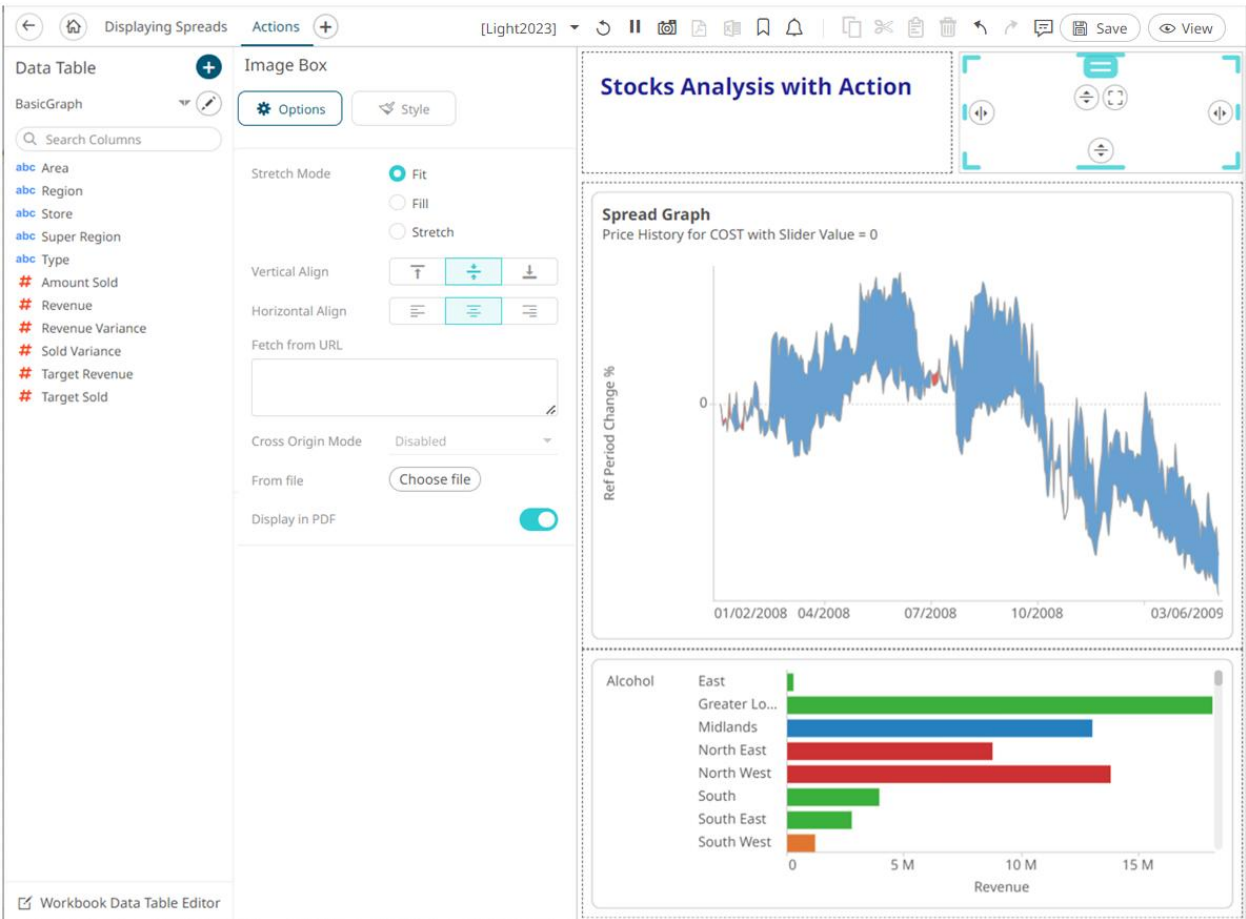 Displaying Spreads
Actions
[Light2023]
Save
View
Data Table
BasicGraph
Search Columns
abc Area
abc Region
abc Store
abc Super Region
abc Type
# Amount Sold
# Revenue
# Revenue Variance
# Sold Variance
# Target Revenue
# Target Sold
Workbook Data Table Editor
Image Box
Options
Style
Stretch Mode
Fit
Fill
Stretch
Vertical Align
Horizontal Align
Fetch from URL
Cross Origin Mode
Disabled
From file
Choose file
Display in PDF
Stocks Analysis with Action
Spread Graph
Price History for COST with Slider Value = 0
Ref Period Change %
0
01/02/2008 04/2008 07/2008 10/2008 03/06/2009
Alcohol
East
Greater Lo...
Midlands
North East
North West
South
South East
South West
0 5 M 10 M 15 M
Revenue